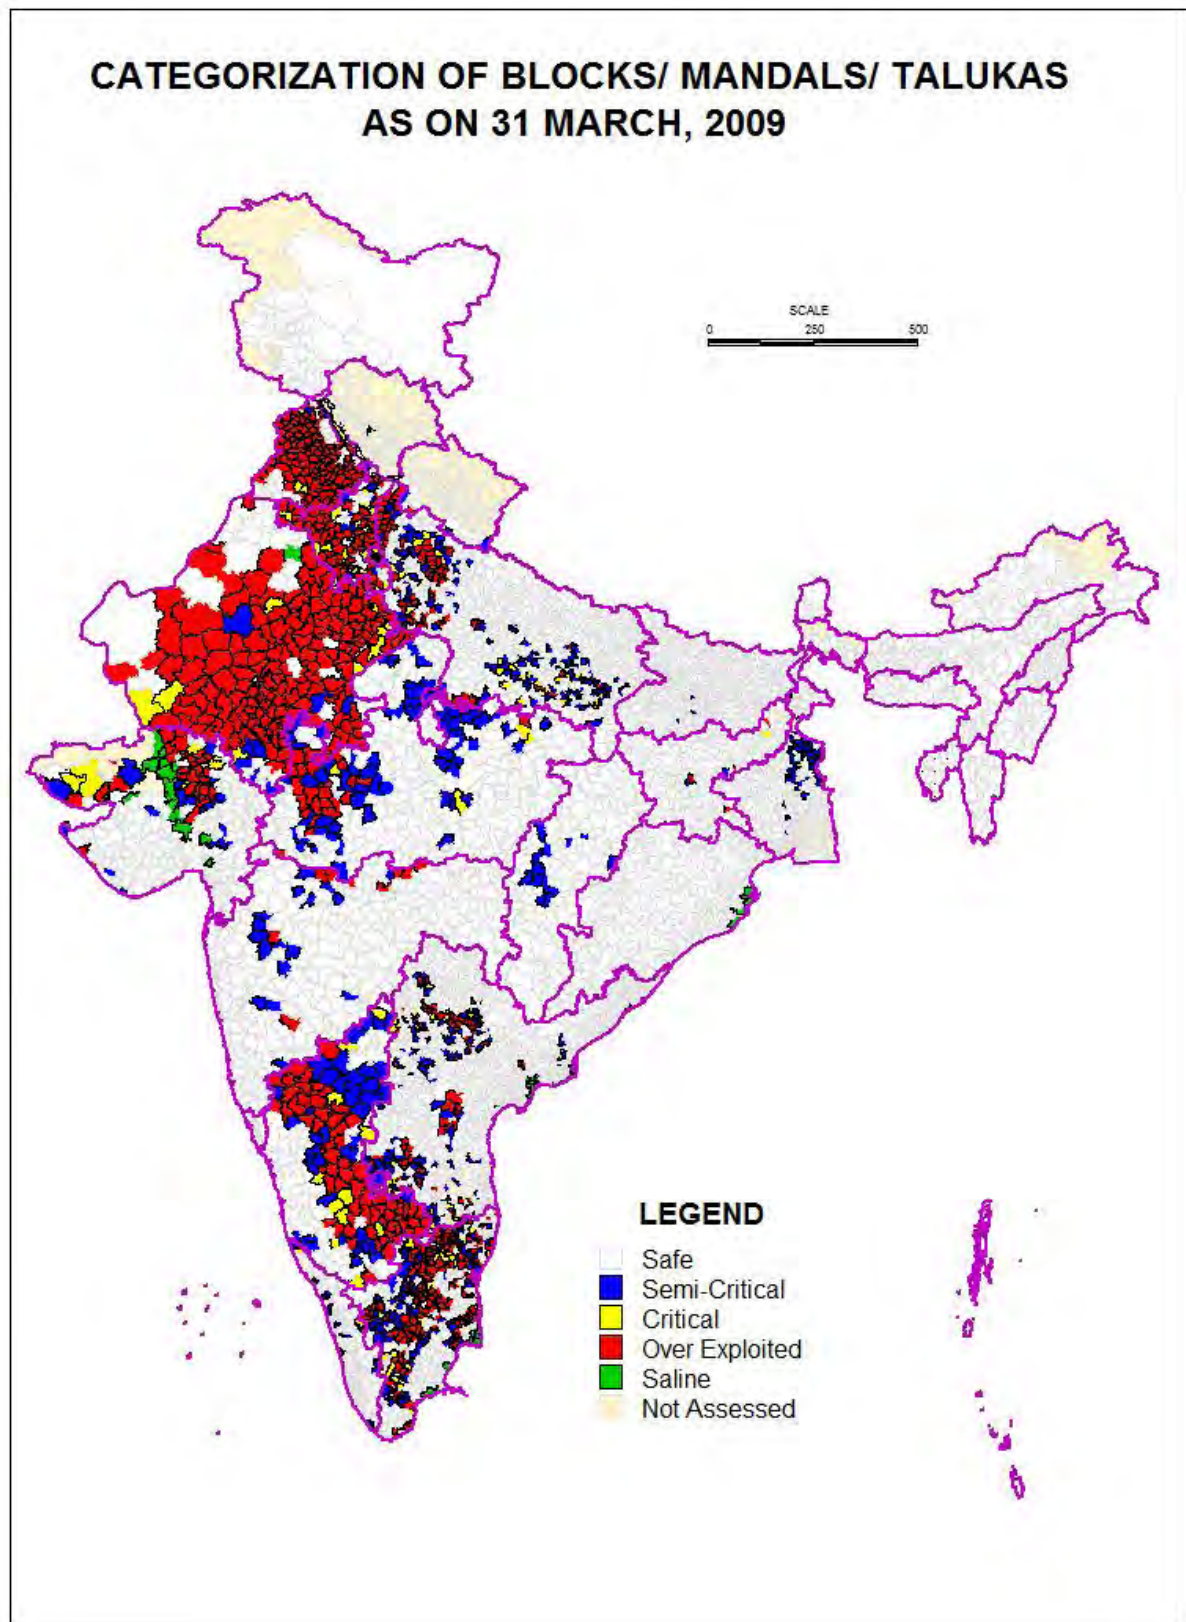 CATEGORIZATION OF BLOCKS/ MANDALS/ TALUKAS
AS ON 31 MARCH, 2009
SCALE
0 250 500
LEGEND
Safe
Semi-Critical
Critical
Over Exploited
Saline
Not Assessed